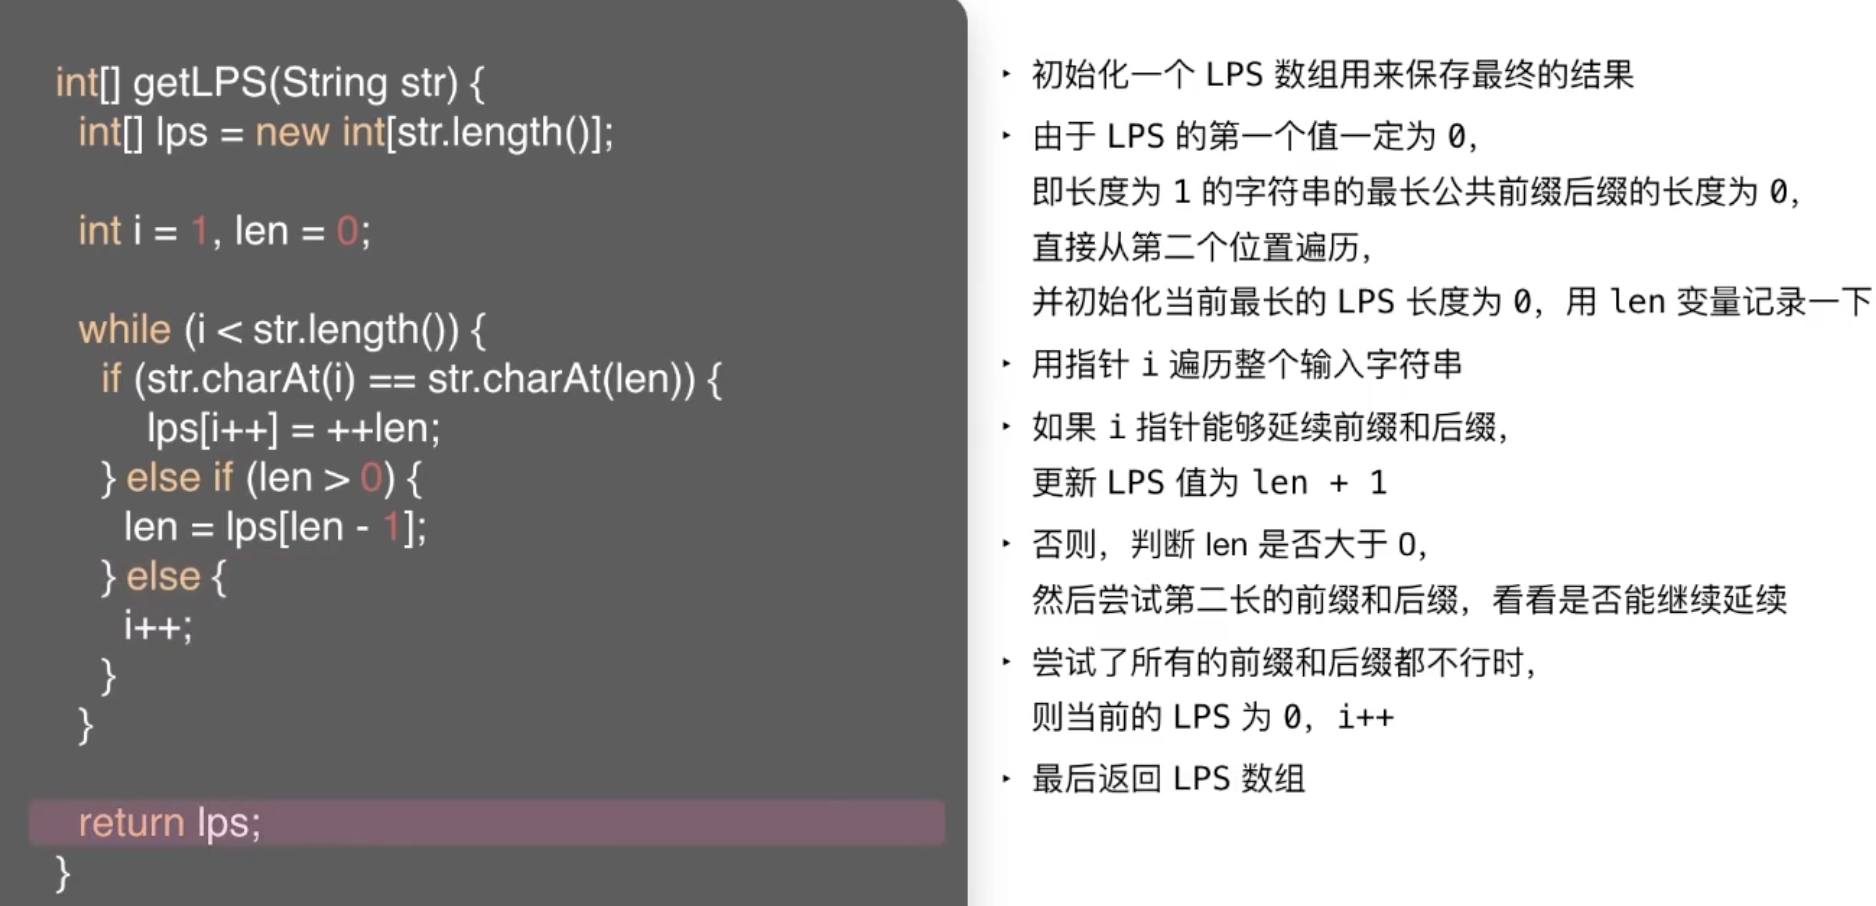 int[] getLPS(String str) {
int[] lps = new int[str.length()];
int i = 1, len = 0;
while (i < str.length()) {
if (str.charAt(i) == str.charAt(len)) {
lps[i++] = ++len;
} else if (len > 0) {
len = lps[len - 1];
} else {
i++;
}
}
return lps;
}
‣ 初始化一个 LPS 数组用来保存最终的结果
‣ 由于 LPS 的第一个值一定为 0，
即长度为 1 的字符串的最长公共前缀后缀的长度为 0，
直接从第二个位置遍历，
并初始化当前最长的 LPS 长度为 0，用 len 变量记录一下
‣ 用指针 i 遍历整个输入字符串
‣ 如果 i 指针能够延续前缀和后缀，
更新 LPS 值为 len + 1
‣ 否则，判断 len 是否大于 0，
然后尝试第二长的前缀和后缀，看看是否能继续延续
‣ 尝试了所有的前缀和后缀都不行时，
则当前的 LPS 为 0，i++
‣ 最后返回 LPS 数组